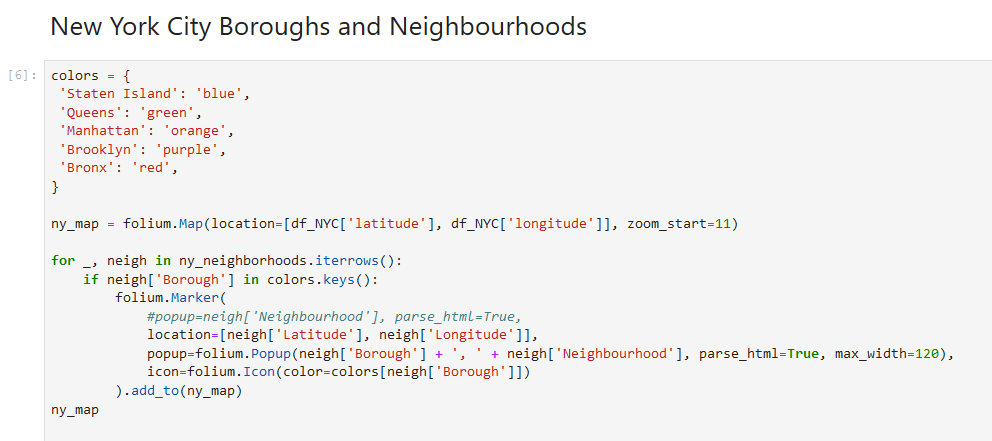 New York City Boroughs and Neighbourhoods
[6]:
colors = {
 'Staten Island': 'blue',
 'Queens': 'green',
 'Manhattan': 'orange',
 'Brooklyn': 'purple',
 'Bronx': 'red',
}
ny_map = folium.Map(location=[df_NYC['latitude'], df_NYC['longitude']], zoom_start=11)
for _, neigh in ny_neighborhoods.iterrows():
    if neigh['Borough'] in colors.keys():
        folium.Marker(
            #popup=neigh['Neighbourhood'], parse_html=True,
            location=[neigh['Latitude'], neigh['Longitude']],
            popup=folium.Popup(neigh['Borough'] + ', ' + neigh['Neighbourhood'], parse_html=True, max_width=120),
            icon=folium.Icon(color=colors[neigh['Borough']])
        ).add_to(ny_map)
ny_map